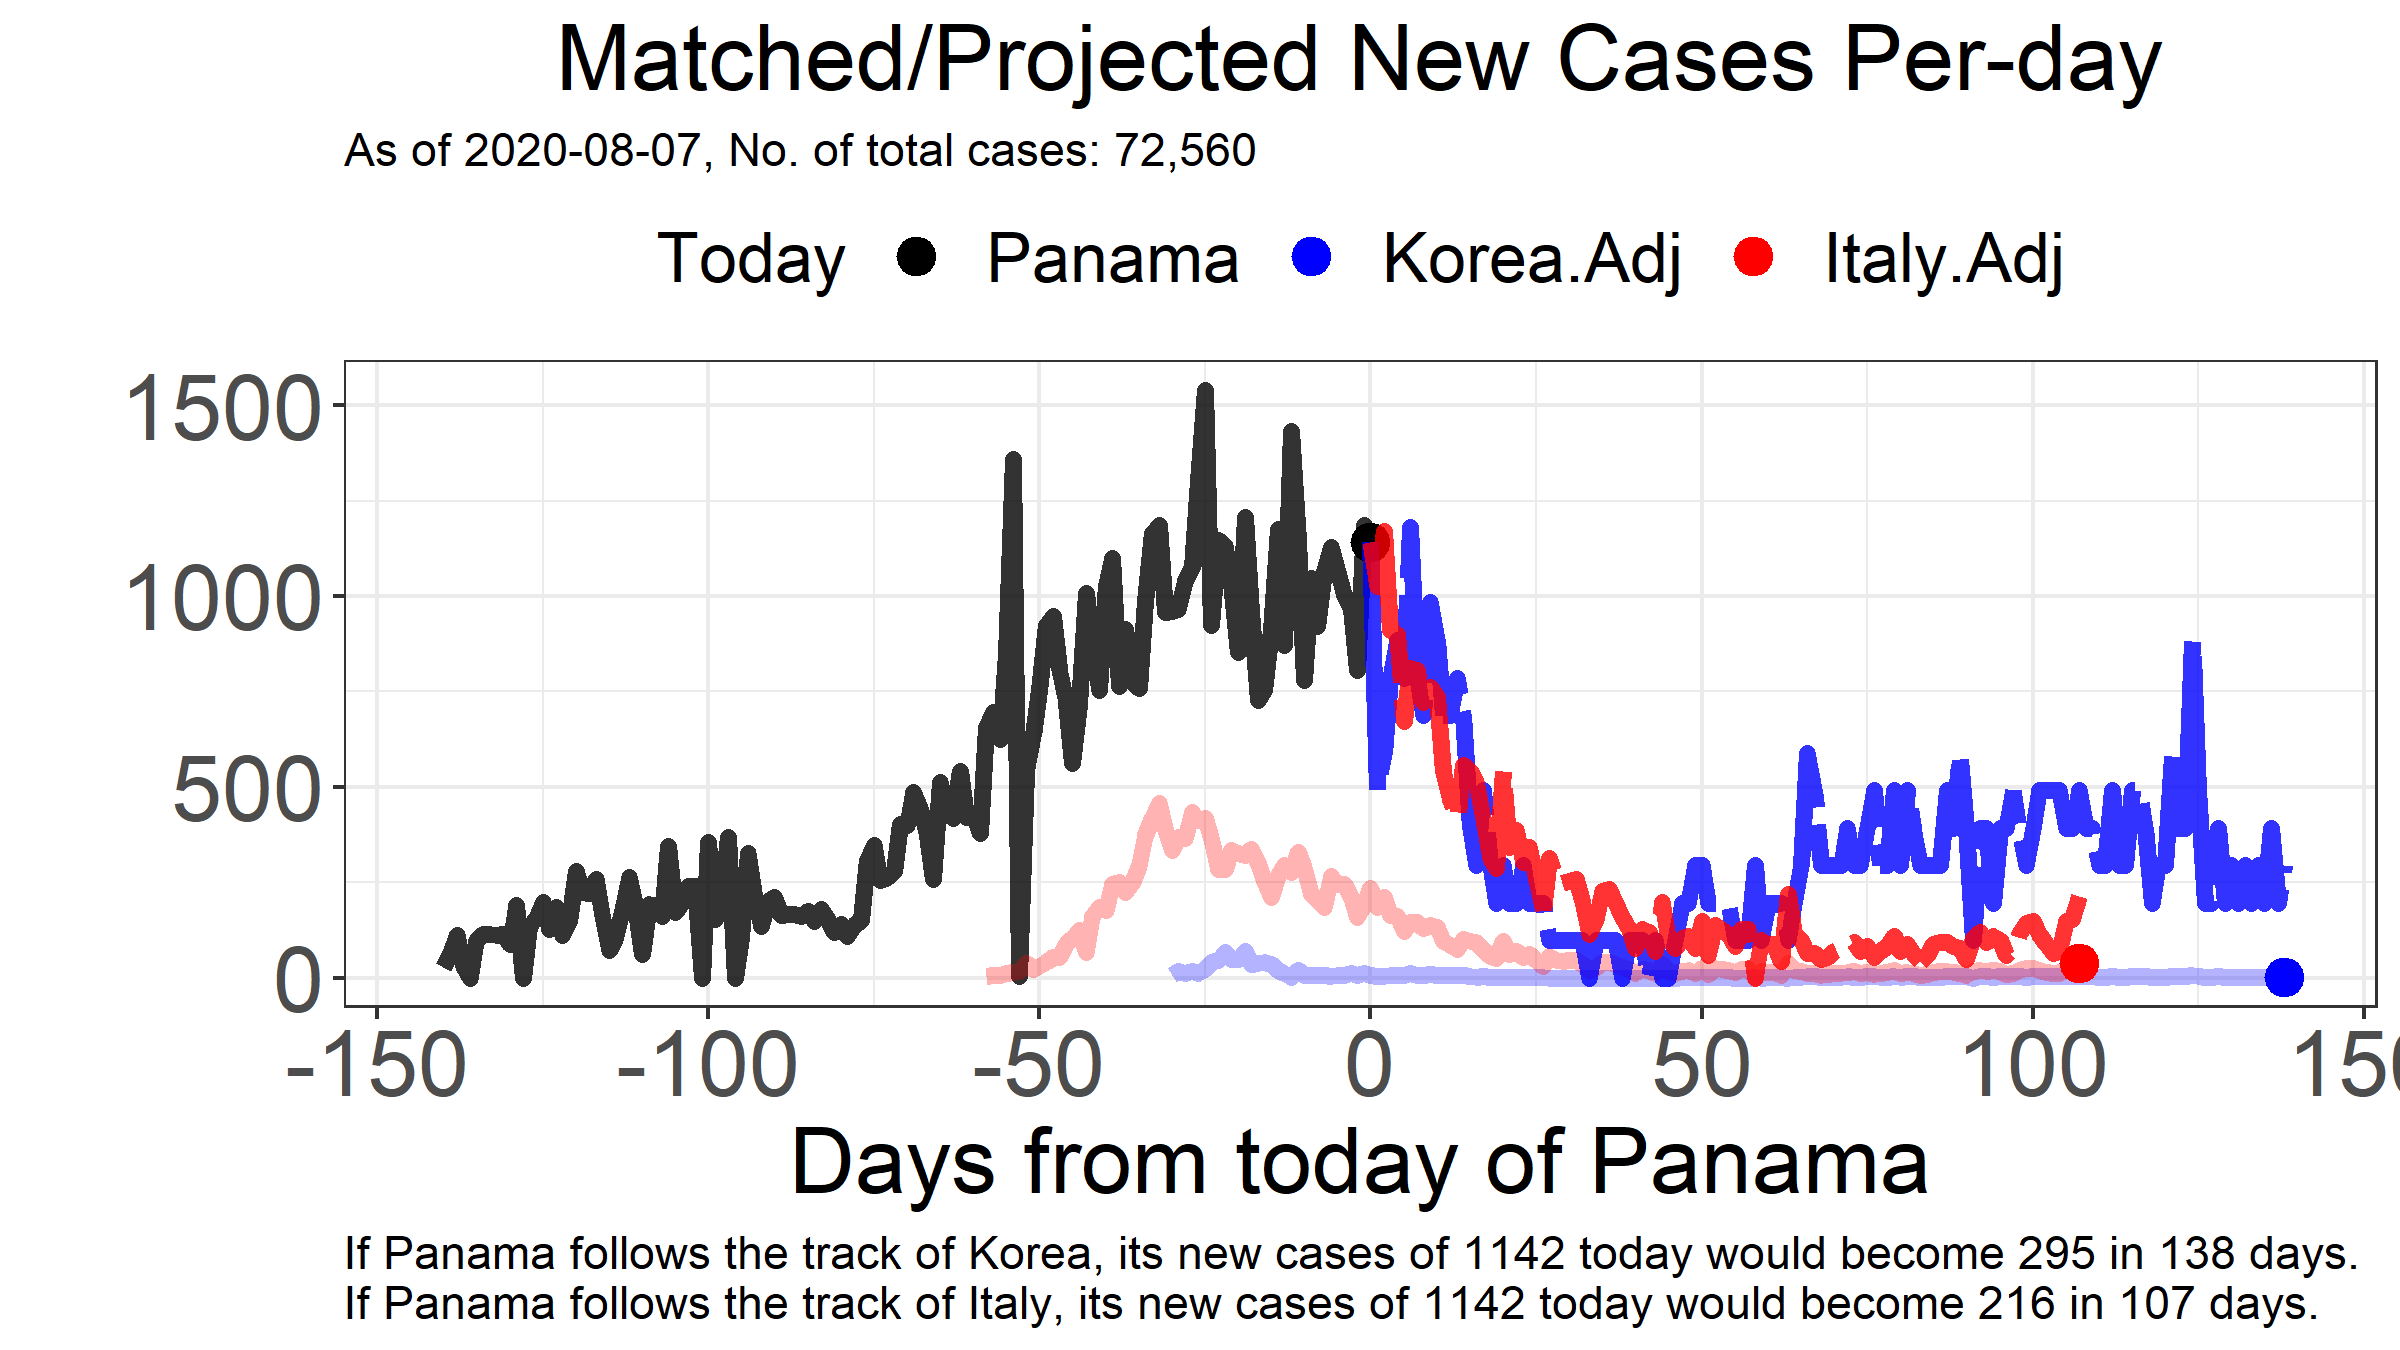 Matched/Projected New Cases Per-day
As of 2020-08-07, No. of total cases: 72,560
Today Panama Korea.Adj Italy.Adj
1500
1000
500
0
-150 -100 -50 0 50 100 150
Days from today of Panama
If Panama follows the track of Korea, its new cases of 1142 today would become 295 in 138 days.
If Panama follows the track of Italy, its new cases of 1142 today would become 216 in 107 days.